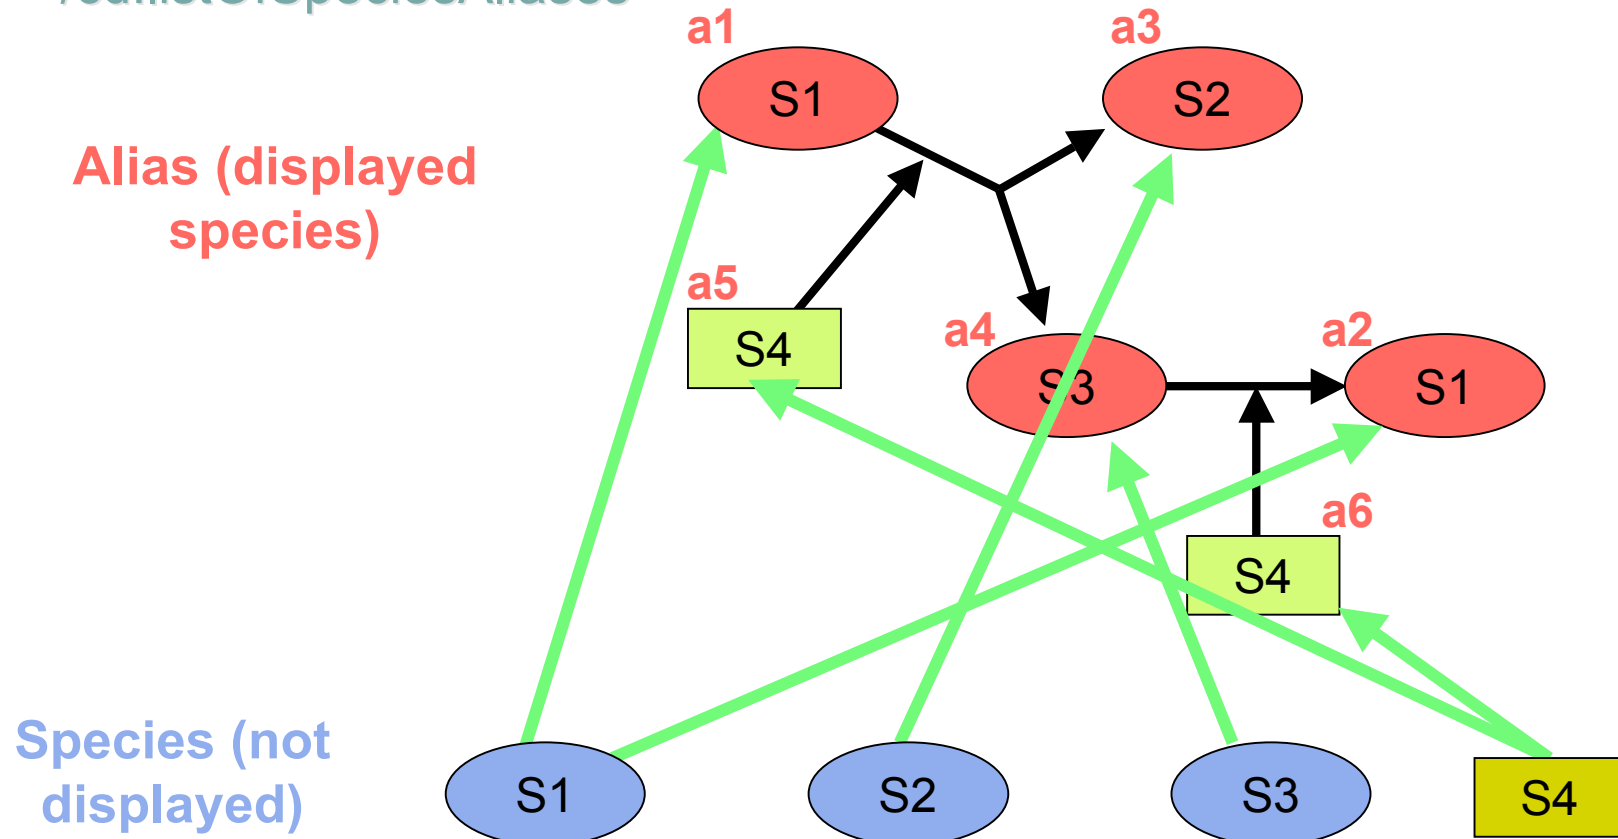 a1
a3
S1
S2
Alias (displayed
species)
a5
S4
a4
a2
S3
S1
a6
S4
Species (not
displayed)
S1
S2
S3
S4